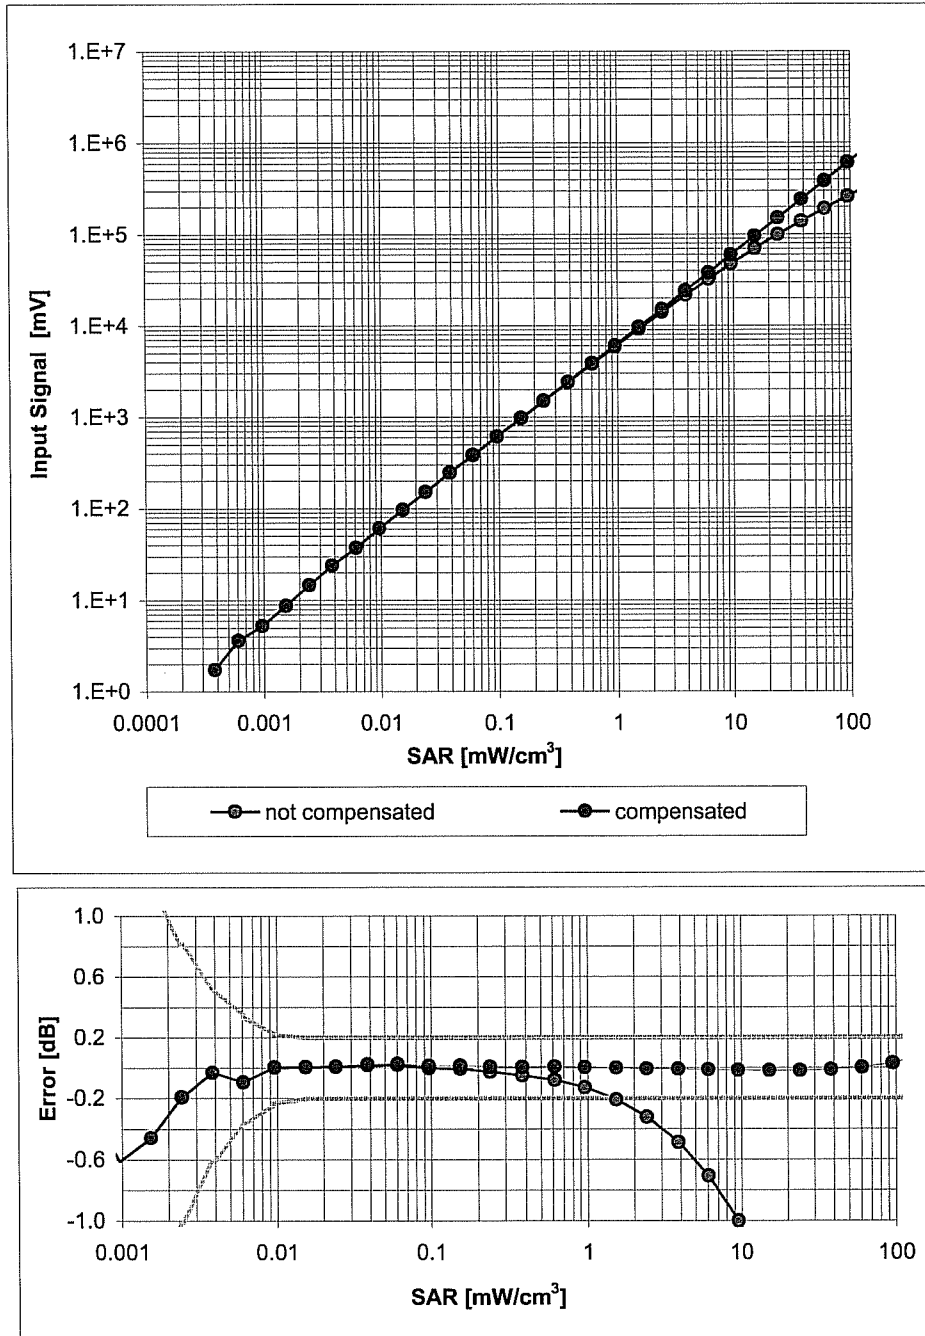 1.E+7
1.E+6
1.E+5
1.E+4
1.E+3
1.E+2
1.E+1
1.E+0
Input Signal [mV]
0.0001 0.001 0.01 0.1 1 10 100
SAR [mW/cm³]
not compensated compensated
1.0
0.6
0.2
-0.2
-0.6
-1.0
Error [dB]
0.001 0.01 0.1 1 10 100
SAR [mW/cm³]